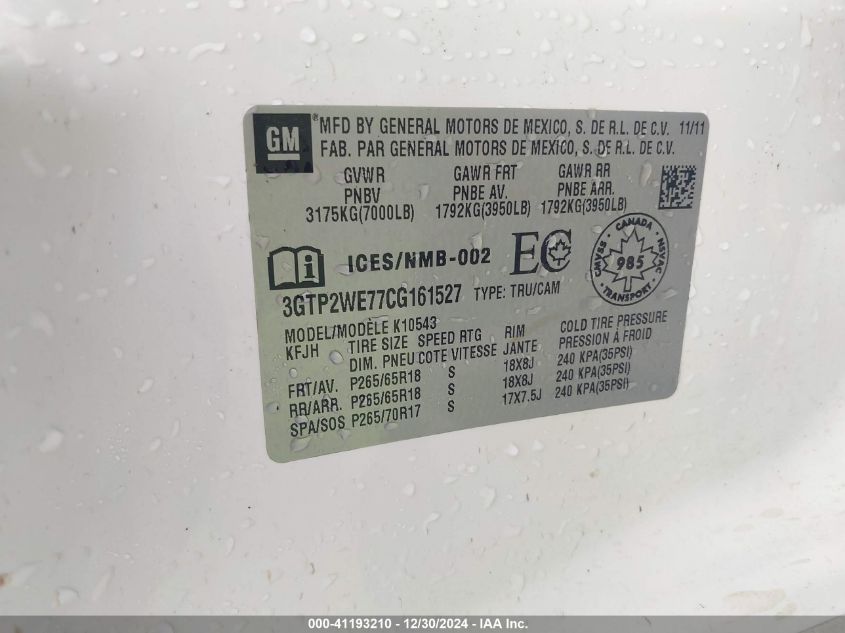 GM ® MFD BY GENERAL MOTORS DE MEXICO, S. DE R.L. DE C.V. 11/11
FAB. PAR GENERAL MOTORS DE MEXICO, S. DE R.L. DE C.V.
GVWR GAWR FRT GAWR RR
PNBV PNBE AV. PNBE ARR.
3175KG(7000LB) 1792KG(3950LB) 1792KG(3950LB)
i ICES/NMB-002 EC
CANADA NSVAC TRANSPORT CMVSS
985
3GTP2WE77CG161527 TYPE: TRU/CAM
MODEL/MODÈLE K10543
KFJH TIRE SIZE SPEED RTG RIM COLD TIRE PRESSURE
DIM. PNEU COTE VITESSE JANTE PRESSION À FROID
FRT/AV. P265/65R18 S 18X8J 240 KPA(35PSI)
RR/ARR. P265/65R18 S 18X8J 240 KPA(35PSI)
SPA/SOS P265/70R17 S 17X7.5J 240 KPA(35PSI)
000-41193210 - 12/30/2024 - IAA Inc.